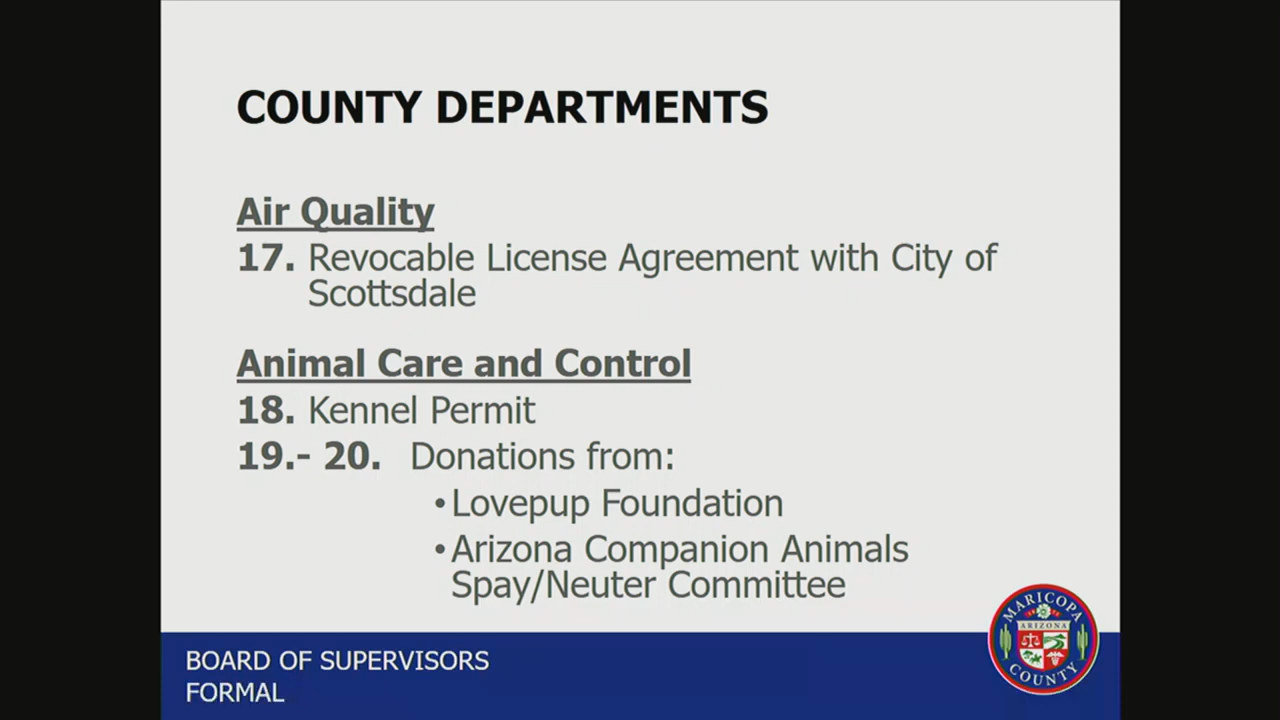 COUNTY DEPARTMENTS
Air Quality
17. Revocable License Agreement with City of
Scottsdale
Animal Care and Control
18. Kennel Permit
19.- 20. Donations from:
•Lovepup Foundation
•Arizona Companion Animals
Spay/Neuter Committee
BOARD OF SUPERVISORS
FORMAL
MARICOPA
ARIZONA
COUNTY